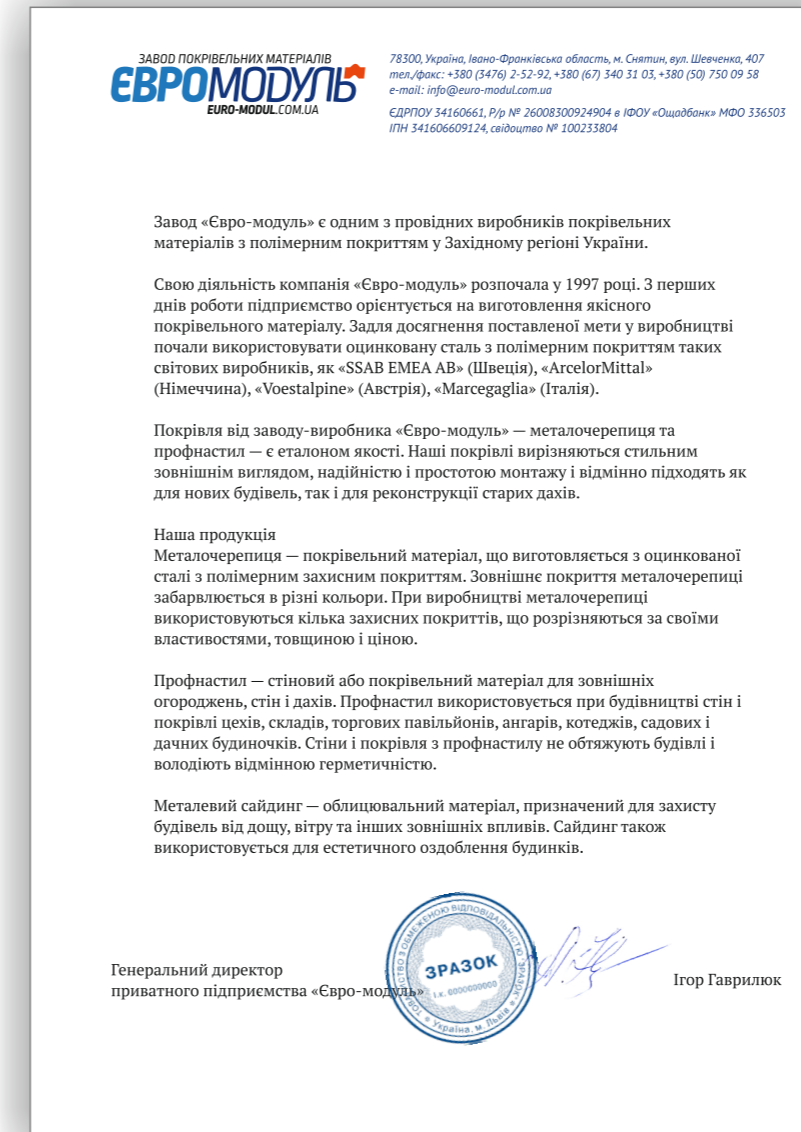 ЗАВОД ПОКРІВЕЛЬНИХ МАТЕРІАЛІВ
ЄВРОМОДУЛЬ
EURO-MODUL.COM.UA
78300, Україна, Івано-Франківська область, м. Снятин, вул. Шевченка, 407
тел./факс: +380 (3476) 2-52-92, +380 (67) 340 31 03, +380 (50) 750 09 58
e-mail: info@euro-modul.com.ua
ЄДРПОУ 34160661, Р/р № 26008300924904 в ІФОУ «Ощадбанк» МФО 336503
ІПН 341606609124, свідоцтво № 100233804
Завод «Євро-модуль» є одним з провідних виробників покрівельних
матеріалів з полімерним покриттям у Західному регіоні України.
Свою діяльність компанія «Євро-модуль» розпочала у 1997 році. З перших
днів роботи підприємство орієнтується на виготовлення якісного
покрівельного матеріалу. Задля досягнення поставленої мети у виробництві
почали використовувати оцинковану сталь з полімерним покриттям таких
світових виробників, як «SSAB EMEA AB» (Швеція), «ArcelorMittal»
(Німеччина), «Voestalpine» (Австрія), «Marcegaglia» (Італія).
Покрівля від заводу-виробника «Євро-модуль» — металочерепиця та
профнастил — є еталоном якості. Наші покрівлі вирізняються стильним
зовнішнім виглядом, надійністю і простотою монтажу і відмінно підходять як
для нових будівель, так і для реконструкції старих дахів.
Наша продукція
Металочерепиця — покрівельний матеріал, що виготовляється з оцинкованої
сталі з полімерним захисним покриттям. Зовнішнє покриття металочерепиці
забарвлюється в різні кольори. При виробництві металочерепиці
використовуються кілька захисних покриттів, що розрізняються за своїми
властивостями, товщиною і ціною.
Профнастил — стіновий або покрівельний матеріал для зовнішніх
огороджень, стін і дахів. Профнастил використовується при будівництві стін і
покрівлі цехів, складів, торгових павільйонів, ангарів, котеджів, садових і
дачних будиночків. Стіни і покрівля з профнастилу не обтяжують будівлі і
володіють відмінною герметичністю.
Металевий сайдинг — облицювальний матеріал, призначений для захисту
будівель від дощу, вітру та інших зовнішніх впливів. Сайдинг також
використовується для естетичного оздоблення будинків.
Генеральний директор
приватного підприємства «Євро-модуль»
ТОВАРИСТВО З ОБМЕЖЕНОЮ ВІДПОВІДАЛЬНІСТЮ "ЗРАЗОК"
ЗРАЗОК
і.к. 0000000000
Україна, м. Львів
Ігор Гаврилюк